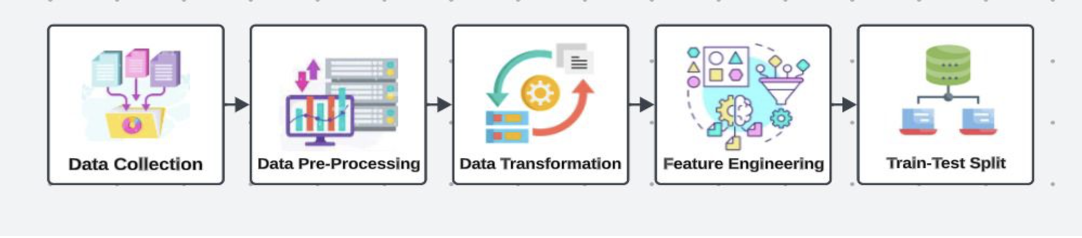 Data Collection
Data Pre-Processing
Data Transformation
Feature Engineering
Train-Test Split